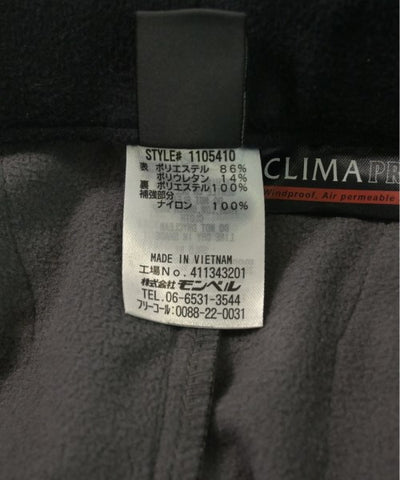 STYLE# 1105410
表 ポリエステル 86%
ポリウレタン 14%
裏 ポリエステル100%
補強部分
ナイロン 100%
MADE IN VIETNAM
工場No.411343201
株式会社 モンベル
TEL.06-6531-3544
フリーコール:0088-22-0031
CLIMA PR
Windproof, Air permeable